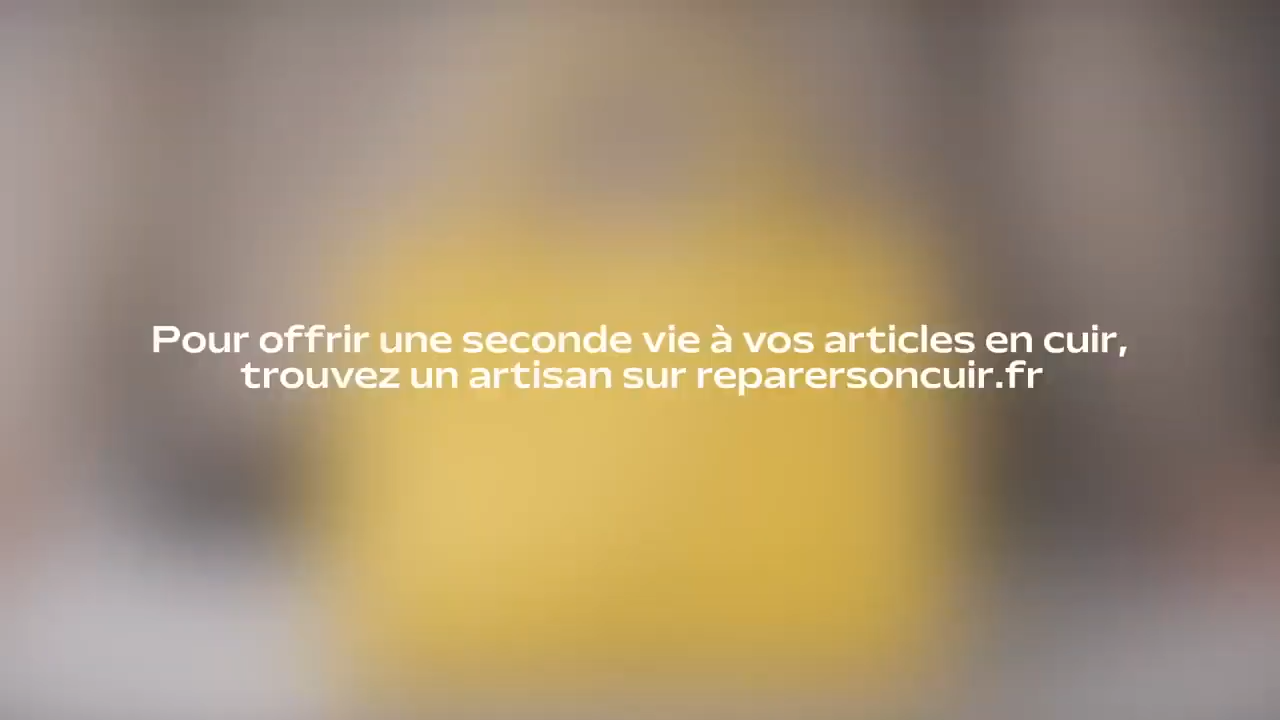 Pour offrir une seconde vie à vos articles en cuir,
trouvez un artisan sur reparersoncuir.fr